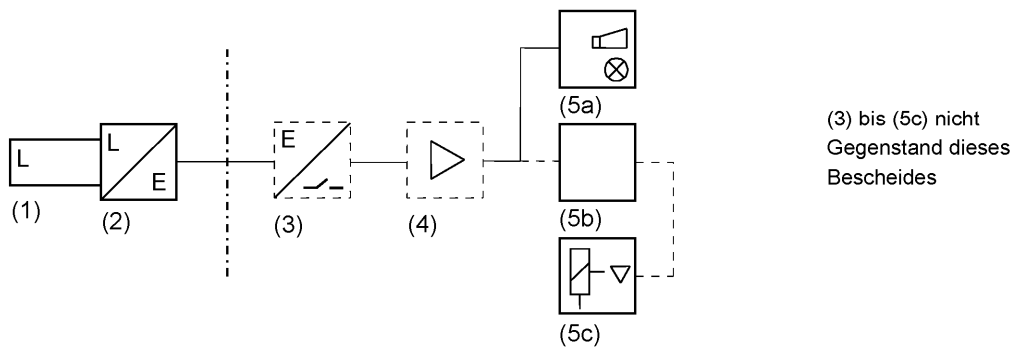 L
(1)
L
E
(2)
E
(3)
(4)
(5a)
(5b)
(5c)
(3) bis (5c) nicht
Gegenstand dieses
Bescheides